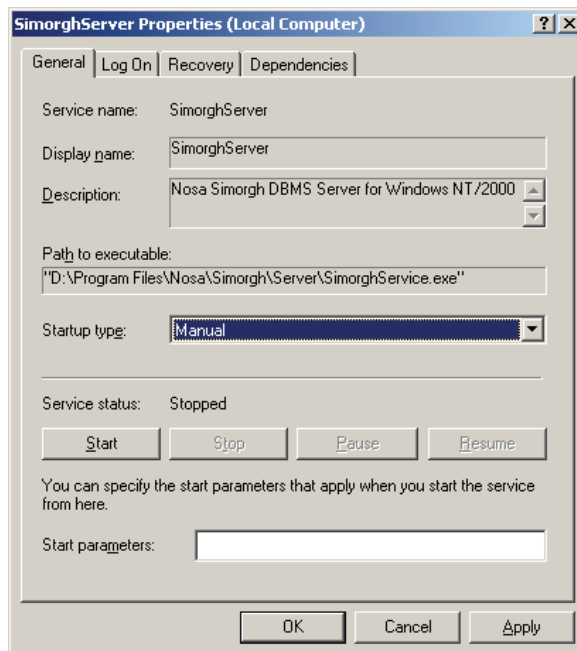 SimorghServer Properties (Local Computer)
General Log On Recovery Dependencies
Service name: SimorghServer
Display name: SimorghServer
Description: Nosa Simorgh DBMS Server for Windows NT/2000
Path to executable:
"D:\Program Files\Nosa\Simorgh\Server\SimorghService.exe"
Startup type: Manual
Service status: Stopped
Start Stop Pause Resume
You can specify the start parameters that apply when you start the service
from here.
Start parameters:
OK Cancel Apply